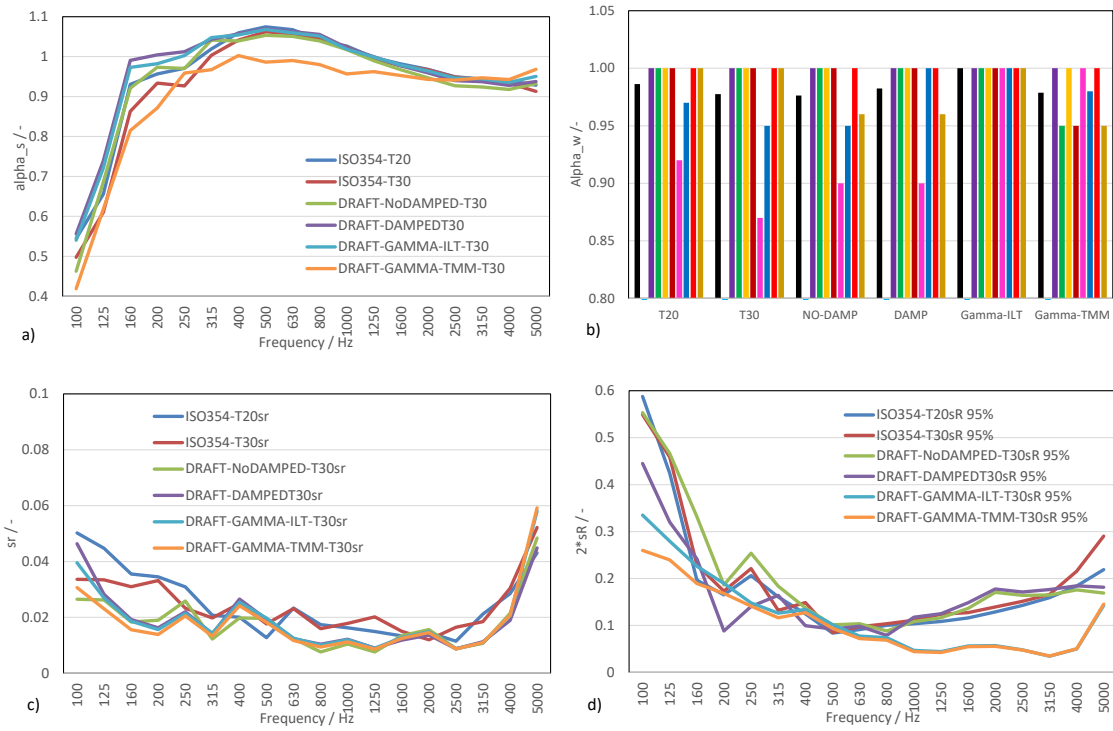 1.1
1
0.9
0.8
0.7
0.6
0.5
0.4
alpha_s / -
ISO354-T20
ISO354-T30
DRAFT-NoDAMPED-T30
DRAFT-DAMPEDT30
DRAFT-GAMMA-ILT-T30
DRAFT-GAMMA-TMM-T30
100 125 160 200 250 315 400 500 630 800 1000 1250 1600 2000 2500 3150 4000 5000
Frequency / Hz
a)
1.05
1.00
0.95
0.90
0.85
0.80
Alpha_w / -
T20 T30 NO-DAMP DAMP Gamma-ILT Gamma-TMM
b)
0.1
0.08
0.06
0.04
0.02
0
sr / -
ISO354-T20sr
ISO354-T30sr
DRAFT-NoDAMPED-T30sr
DRAFT-DAMPEDT30sr
DRAFT-GAMMA-ILT-T30sr
DRAFT-GAMMA-TMM-T30sr
100 125 160 200 250 315 400 500 630 800 1000 1250 1600 2000 2500 3150 4000 5000
Frequency / Hz
c)
0.6
0.5
0.4
0.3
0.2
0.1
0
2*sR / -
ISO354-T20sR 95%
ISO354-T30sR 95%
DRAFT-NoDAMPED-T30sR 95%
DRAFT-DAMPEDT30sR 95%
DRAFT-GAMMA-ILT-T30sR 95%
DRAFT-GAMMA-TMM-T30sR 95%
100 125 160 200 250 315 400 500 630 800 1000 1250 1600 2000 2500 3150 4000 5000
Frequency / Hz
d)